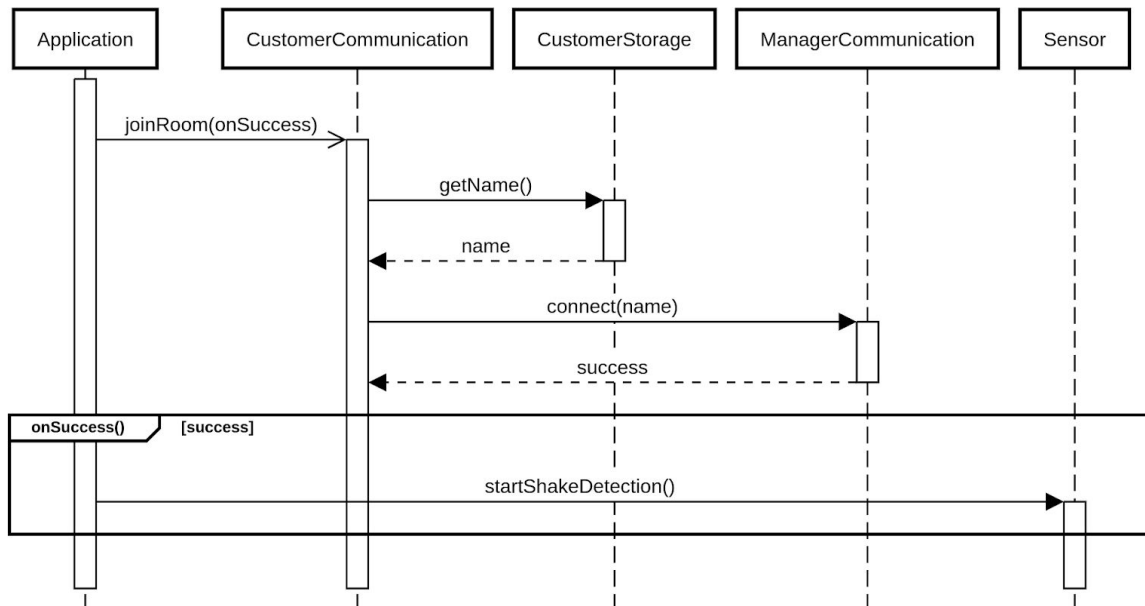 Application
CustomerCommunication
CustomerStorage
ManagerCommunication
Sensor
joinRoom(onSuccess)
getName()
name
connect(name)
success
onSuccess() [success]
startShakeDetection()